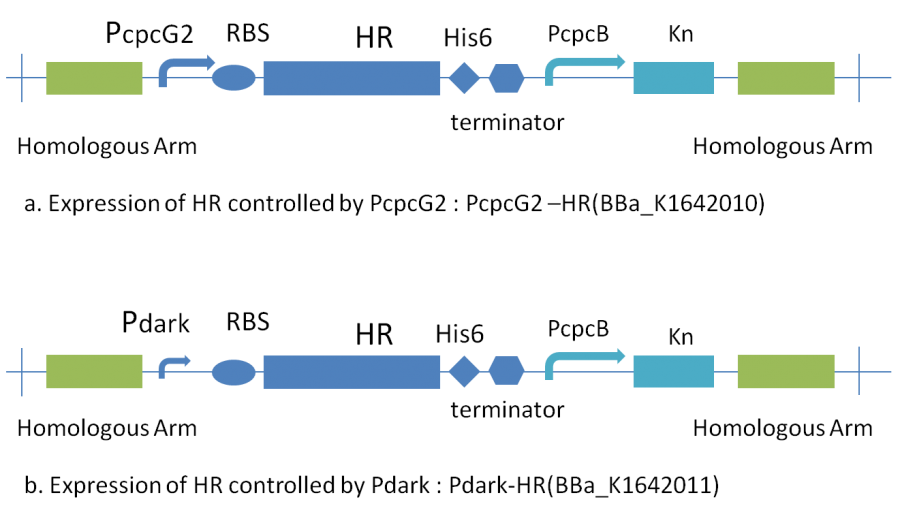 PcpcG2 RBS HR His6 PcpcB Kn
terminator
Homologous Arm Homologous Arm
a. Expression of HR controlled by PcpcG2 : PcpcG2 –HR(BBa_K1642010)
Pdark RBS HR His6 PcpcB Kn
terminator
Homologous Arm Homologous Arm
b. Expression of HR controlled by Pdark : Pdark-HR(BBa_K1642011)